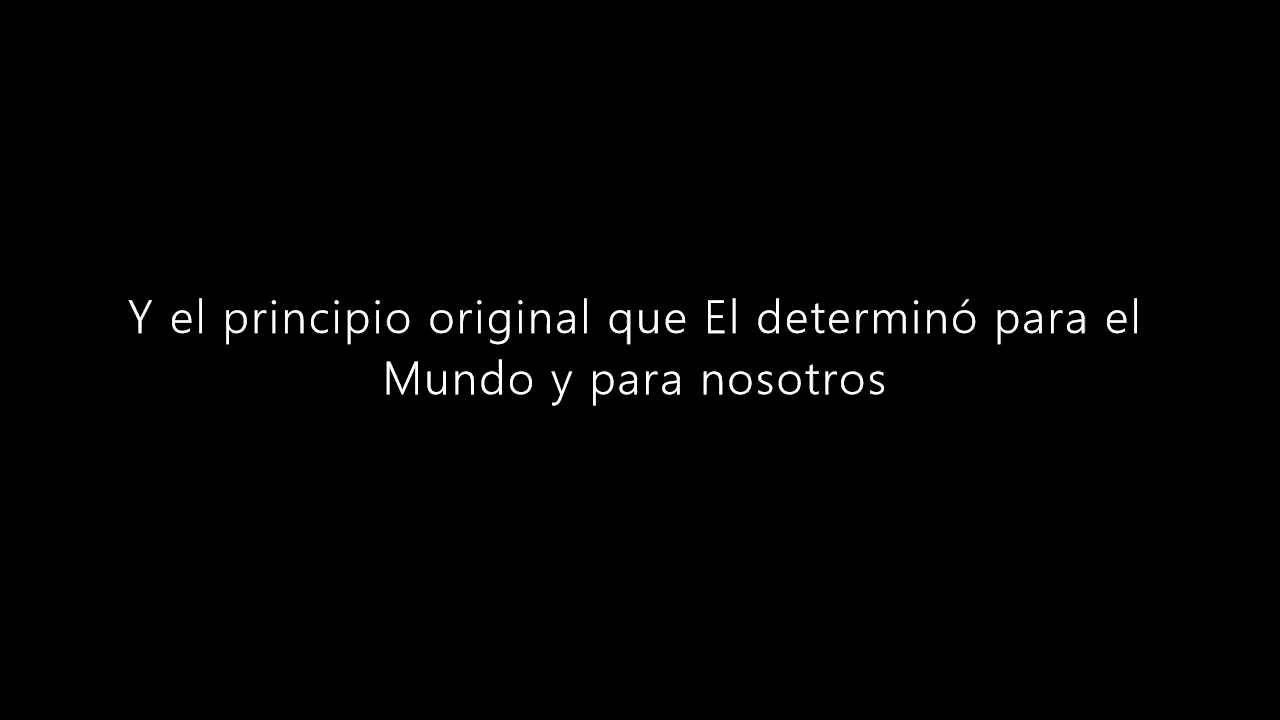 Y el principio original que El determinó para el
Mundo y para nosotros